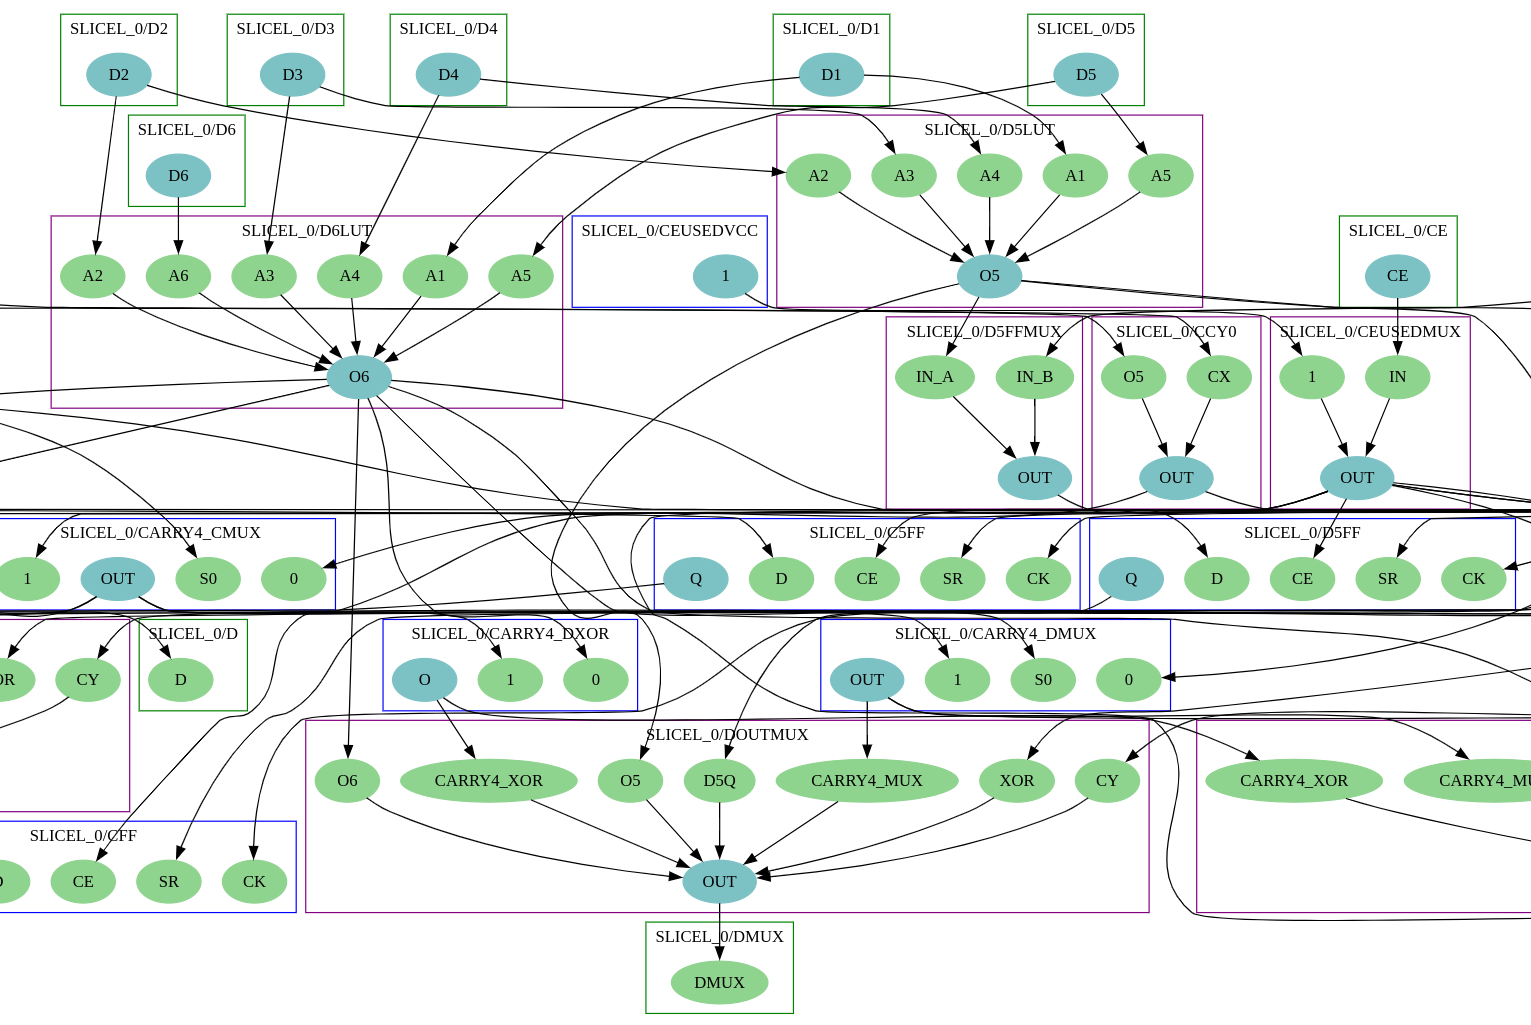 SLICEL_0/D2
SLICEL_0/D3
SLICEL_0/D4
SLICEL_0/D1
SLICEL_0/D5
D2
D3
D4
D1
D5
SLICEL_0/D6
SLICEL_0/D5LUT
D6
A2
A3
A4
A1
A5
SLICEL_0/D6LUT
SLICEL_0/CEUSEDVCC
SLICEL_0/CE
A2
A6
A3
A4
A1
A5
1
O5
CE
SLICEL_0/D5FFMUX
SLICEL_0/CCY0
SLICEL_0/CEUSEDMUX
O6
IN_A
IN_B
O5
CX
1
IN
OUT
OUT
OUT
SLICEL_0/CARRY4_CMUX
SLICEL_0/C5FF
SLICEL_0/D5FF
1
OUT
S0
0
Q
D
CE
SR
CK
Q
D
CE
SR
CK
SLICEL_0/D
SLICEL_0/CARRY4_DXOR
SLICEL_0/CARRY4_DMUX
OR
CY
D
O
1
0
OUT
1
S0
0
SLICEL_0/DOUTMUX
O6
CARRY4_XOR
O5
D5Q
CARRY4_MUX
XOR
CY
CARRY4_XOR
CARRY4_MU
SLICEL_0/CFF
D
CE
SR
CK
OUT
SLICEL_0/DMUX
DMUX